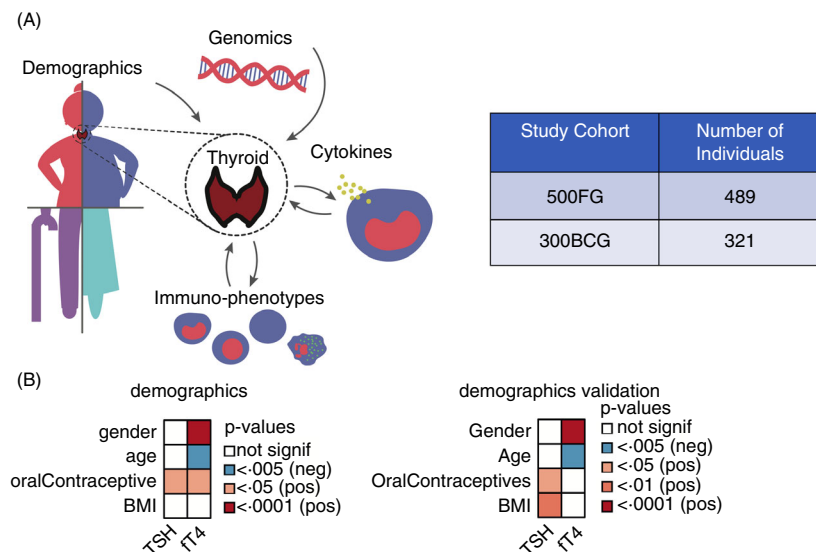 (A)
Genomics
Demographics
Thyroid
Cytokines
Immuno-phenotypes
Study Cohort
Number of
Individuals
500FG
489
300BCG
321
(B)
demographics
gender
age
oralContraceptive
BMI
TSH
fT4
p-values
not signif
<·005 (neg)
<·05 (pos)
<·0001 (pos)
demographics validation
Gender
Age
OralContraceptives
BMI
TSH
fT4
p-values
not signif
<·005 (neg)
<·05 (pos)
<·01 (pos)
<·0001 (pos)